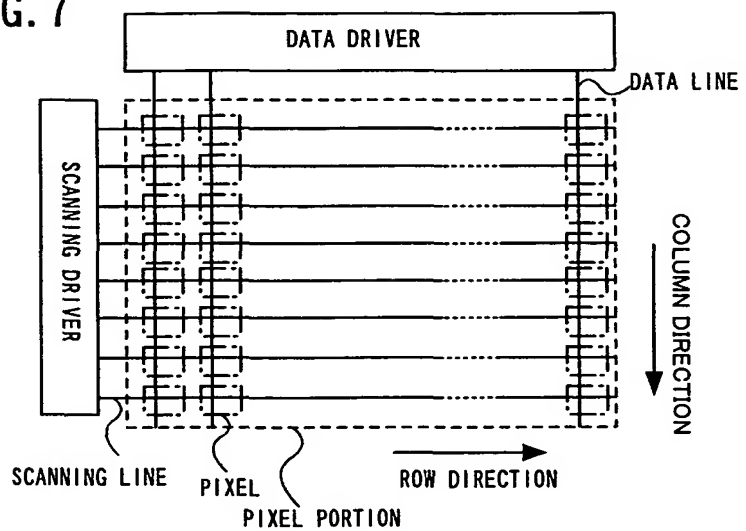 G. 7
DATA DRIVER
DATA LINE
SCANNING DRIVER
COLUMN DIRECTION
SCANNING LINE
PIXEL
ROW DIRECTION
PIXEL PORTION